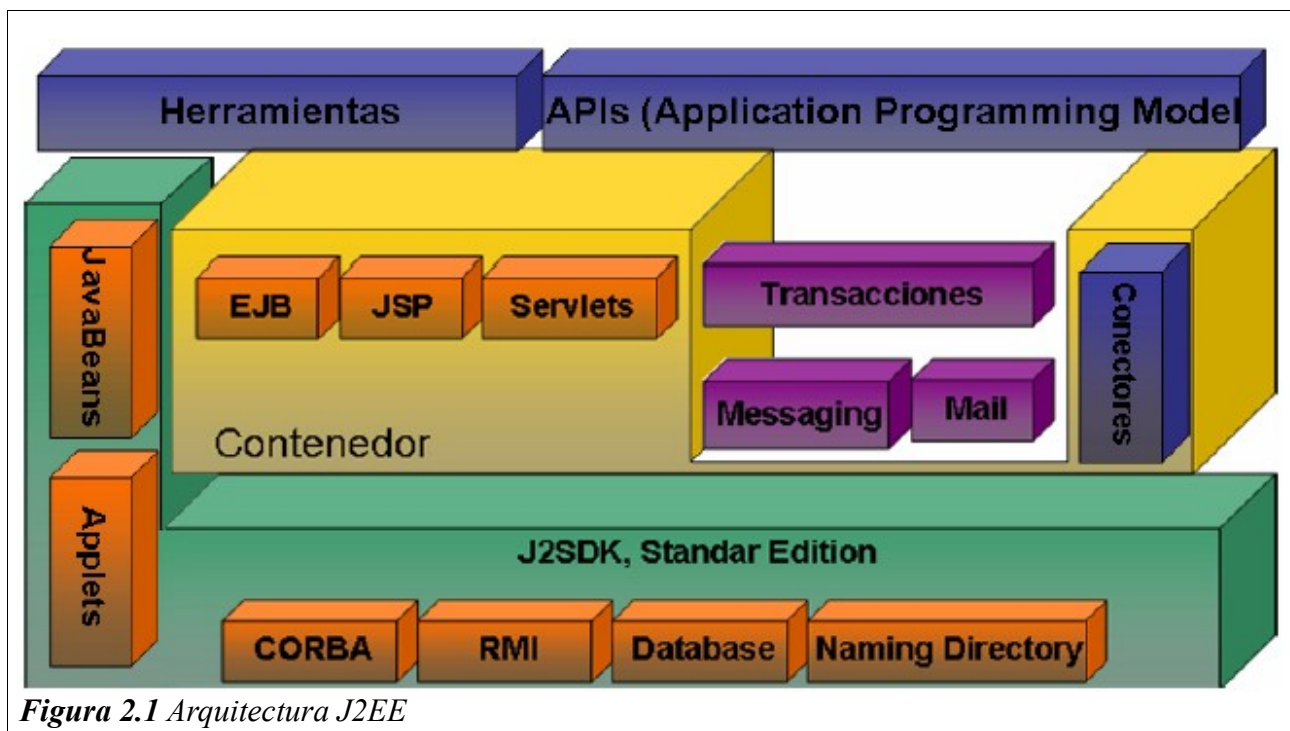 Herramientas
APIs (Application Programming Model
JavaBeans
EJB
JSP
Servlets
Transacciones
Messaging
Mail
Conectores
Contenedor
Applets
J2SDK, Standar Edition
CORBA
RMI
Database
Naming Directory
Figura 2.1 Arquitectura J2EE